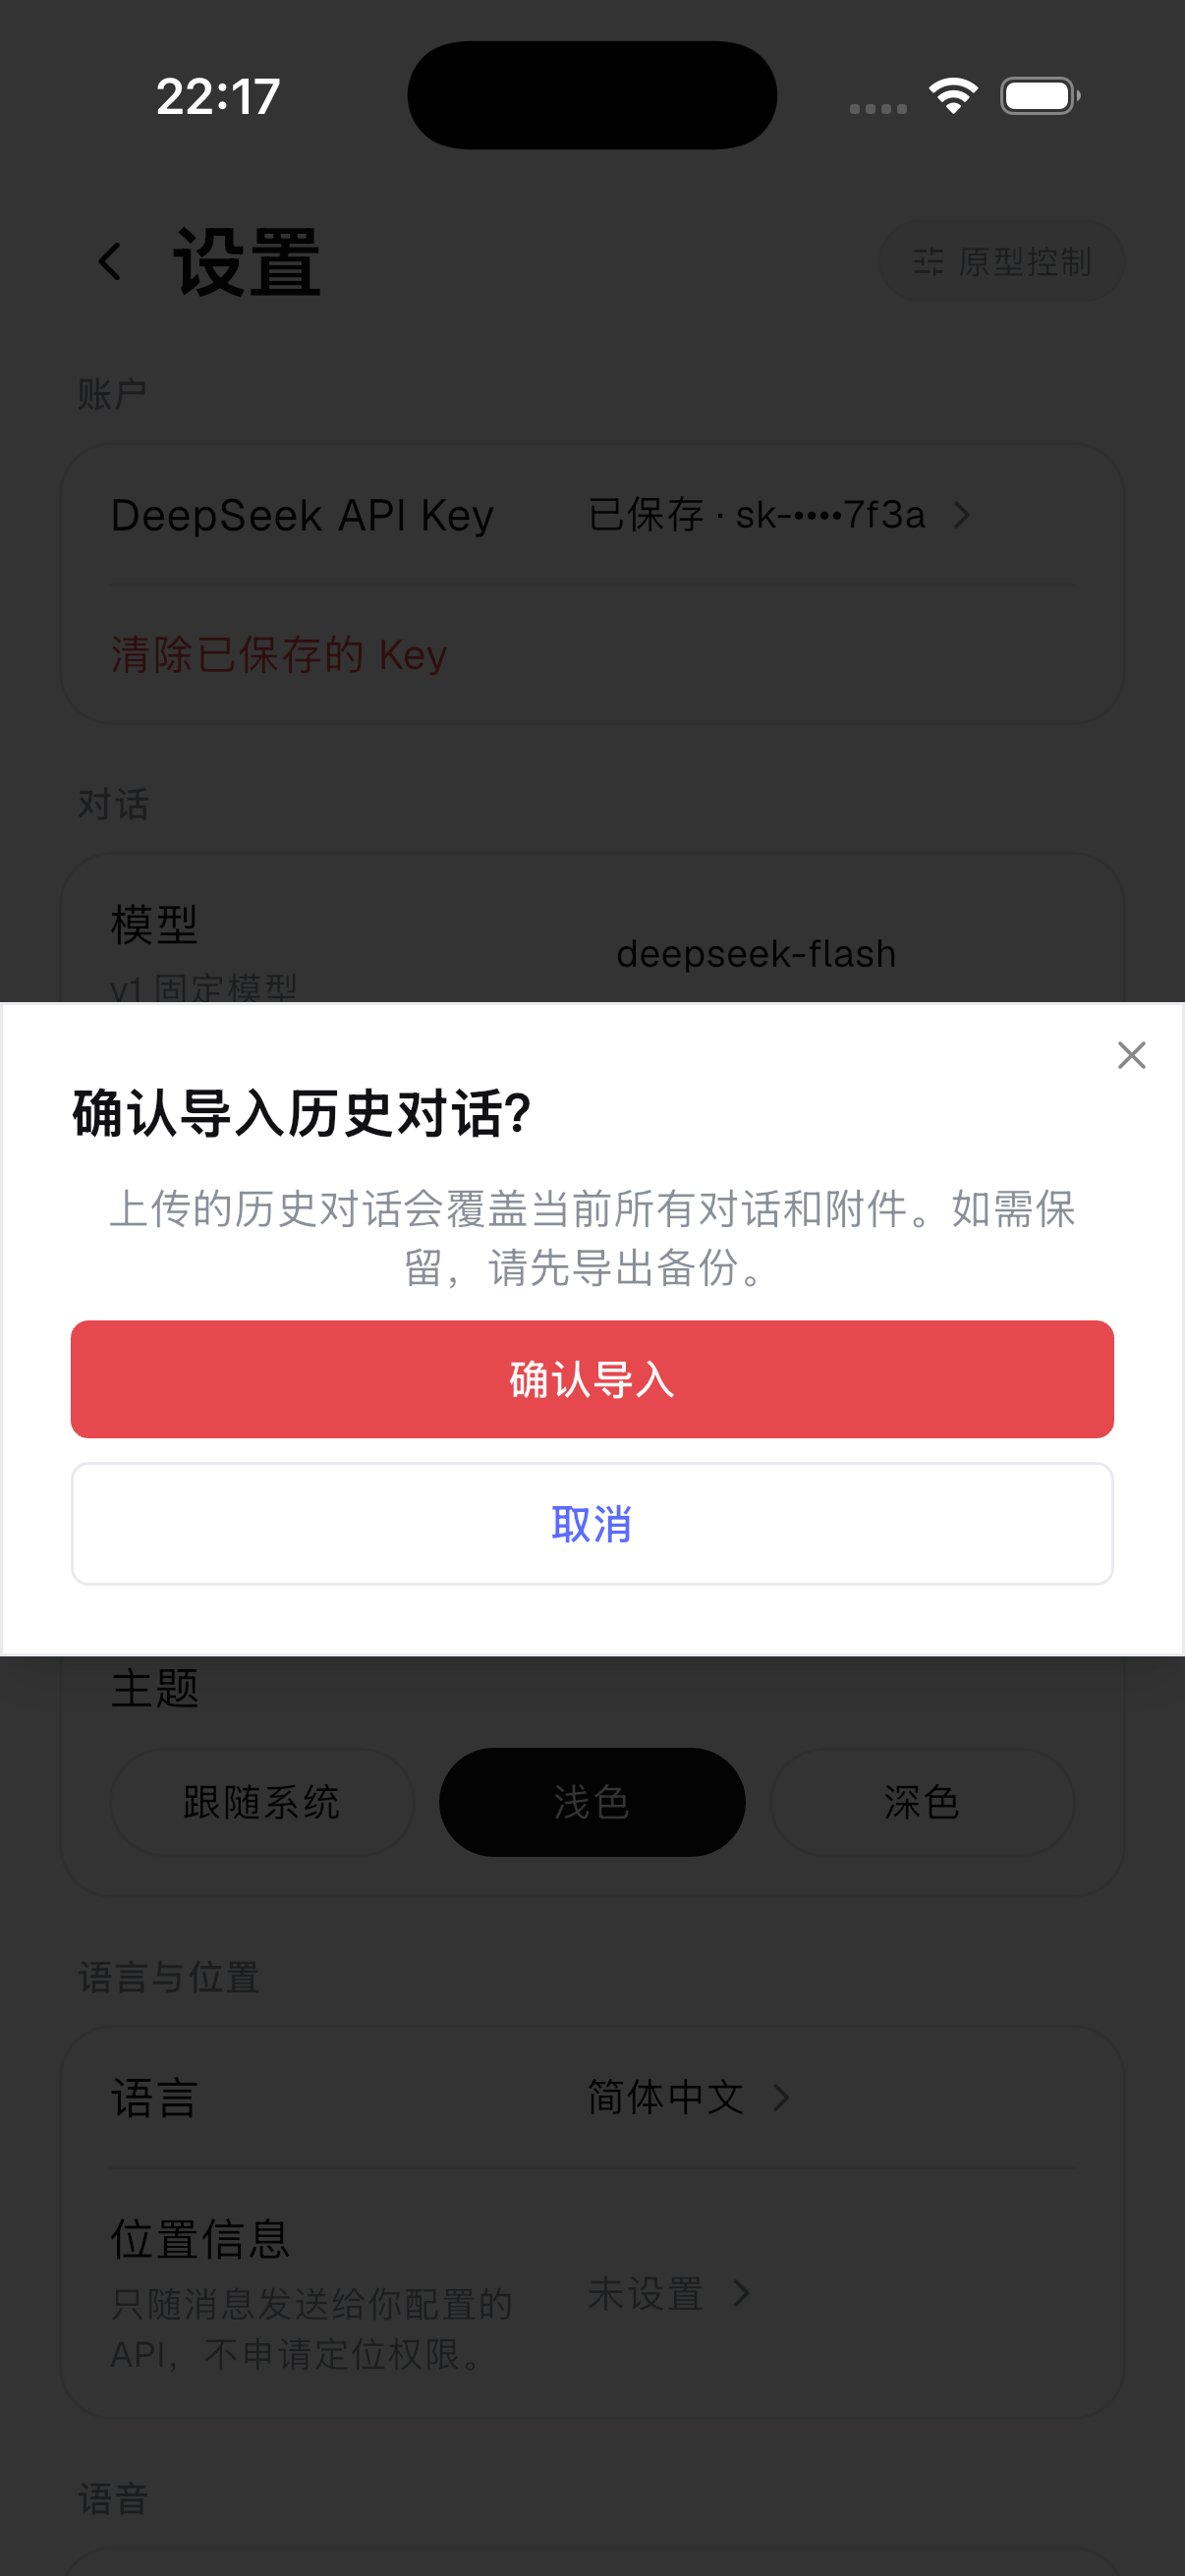 22:17
设置
原型控制
账户
DeepSeek API Key
已保存 · sk-••••7f3a
清除已保存的 Key
对话
模型
deepseek-flash
v1 固定模型
确认导入历史对话?
上传的历史对话会覆盖当前所有对话和附件。如需保
留，请先导出备份。
确认导入
取消
主题
跟随系统
浅色
深色
语言与位置
语言
简体中文
位置信息
只随消息发送给你配置的
API，不申请定位权限。
未设置
语音